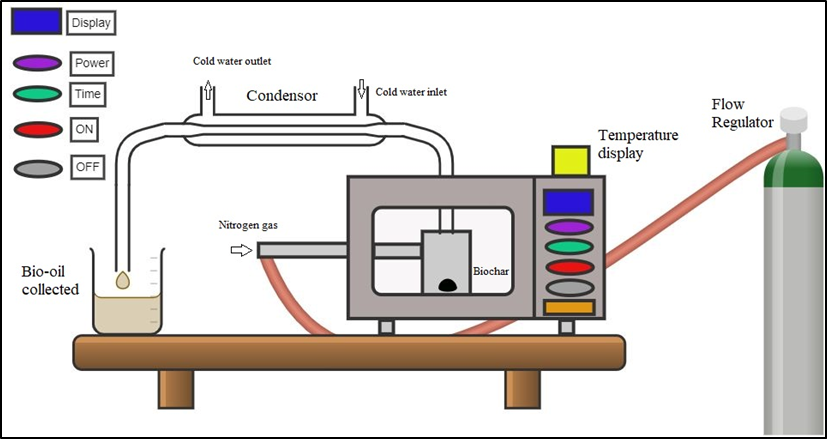 Display
Power
Time
ON
OFF
Cold water outlet
Condensor
Cold water inlet
Flow
Regulator
Temperature
display
Nitrogen gas
Biochar
Bio-oil
collected